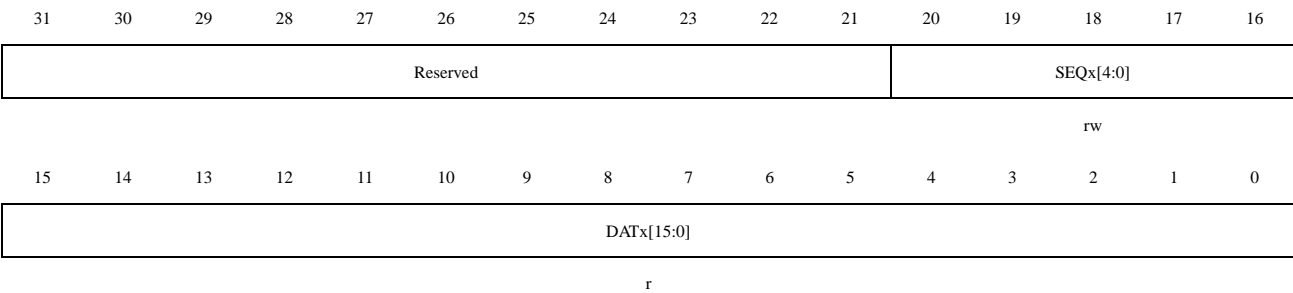 31 30 29 28 27 26 25 24 23 22 21 20 19 18 17 16
Reserved SEQx[4:0]
rw
15 14 13 12 11 10 9 8 7 6 5 4 3 2 1 0
DATx[15:0]
r